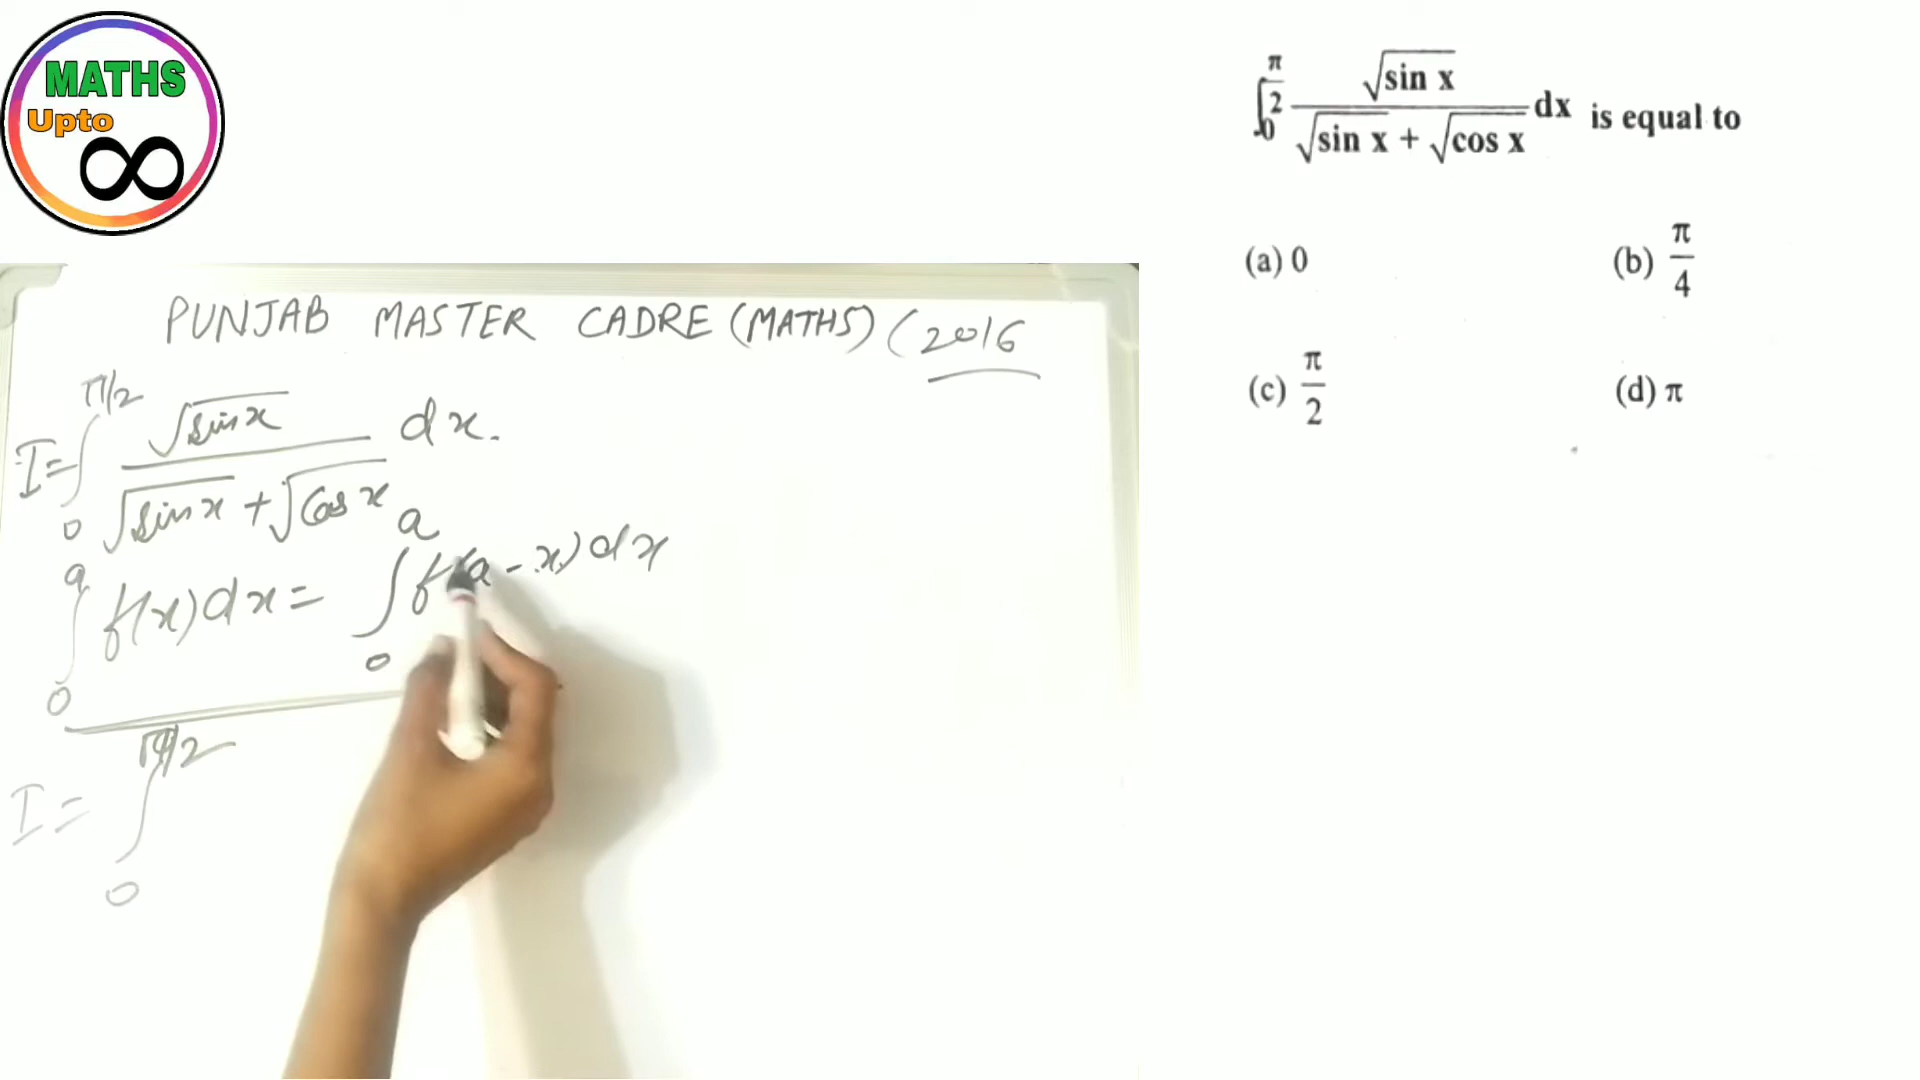 MATHS
Upto
∞
∫₀^(π/2) √sin x / (√sin x + √cos x) dx is equal to
(a) 0
(b) π/4
(c) π/2
(d) π
PUNJAB MASTER CADRE (MATHS) (2016
I = ∫₀^(π/2) √sin x / (√sin x + √cos x) dx.
∫₀^a f(x) dx = ∫₀^a f(a - x) dx
I = ∫₀^(π/2)